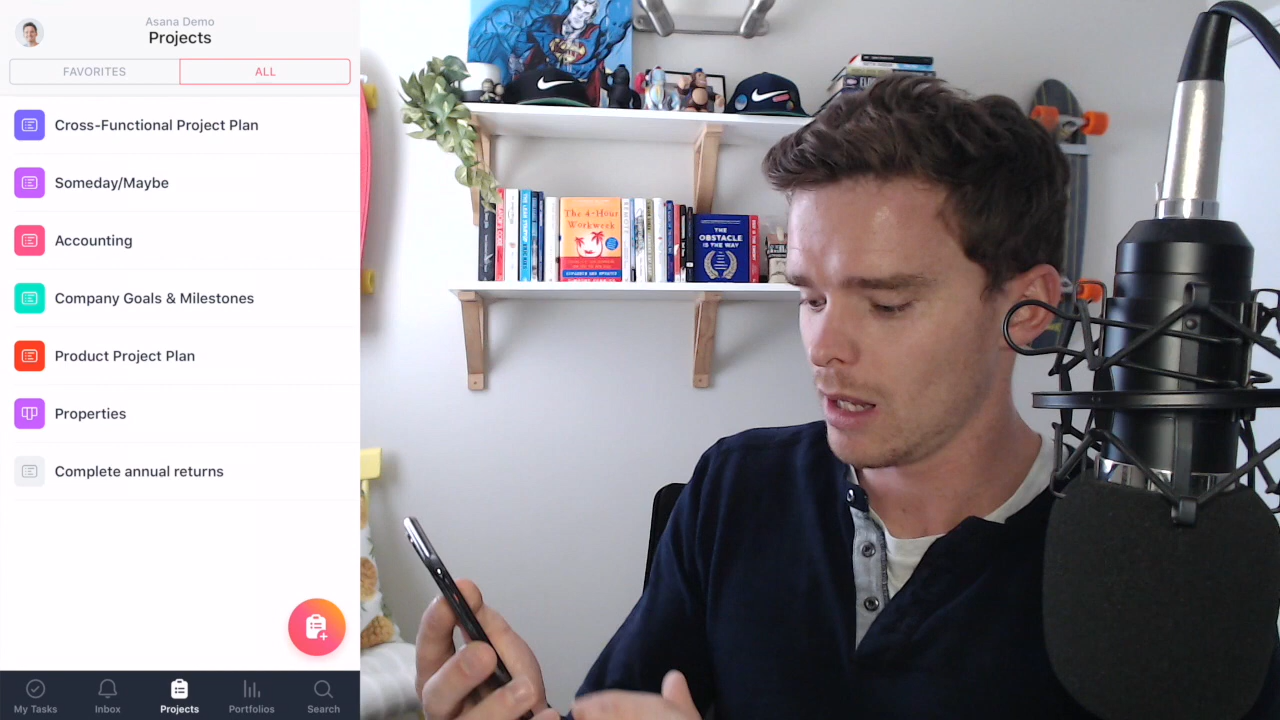 Asana Demo
Projects
FAVORITES
ALL
Cross-Functional Project Plan
Someday/Maybe
Accounting
Company Goals & Milestones
Product Project Plan
Properties
Complete annual returns
My Tasks
Inbox
Projects
Portfolios
Search
The 4-Hour
Workweek
THE
OBSTACLE
IS THE WAY